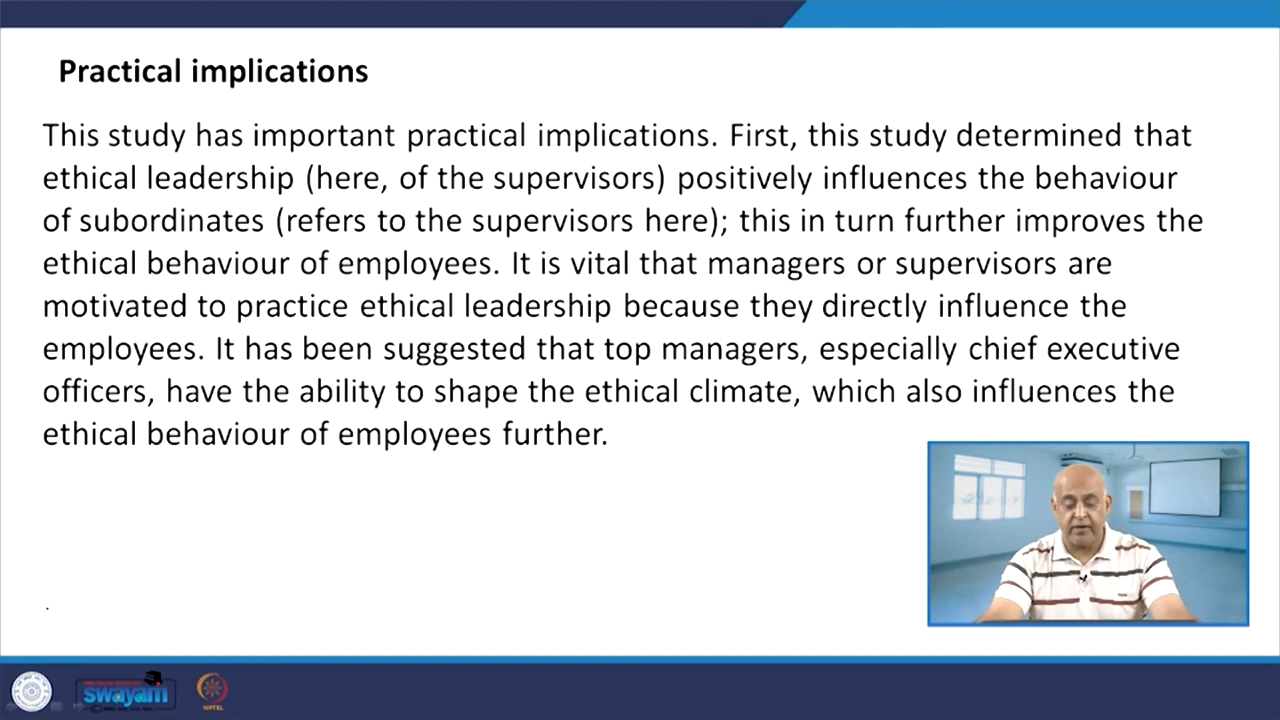 Practical implications
This study has important practical implications. First, this study determined that
ethical leadership (here, of the supervisors) positively influences the behaviour
of subordinates (refers to the supervisors here); this in turn further improves the
ethical behaviour of employees. It is vital that managers or supervisors are
motivated to practice ethical leadership because they directly influence the
employees. It has been suggested that top managers, especially chief executive
officers, have the ability to shape the ethical climate, which also influences the
ethical behaviour of employees further.
swayam
NPTEL